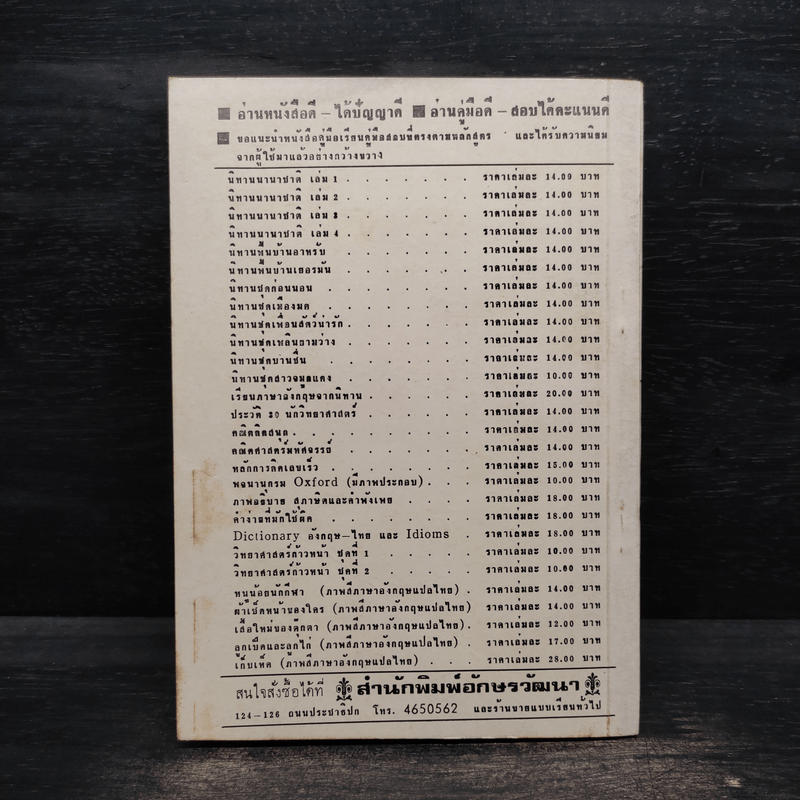 ■ อ่านหนังสือดี – ได้ปัญญาดี ■ อ่านคู่มือดี – สอบได้คะแนนดี
■ ขอแนะนำหนังสือคู่มือเรียนคู่มือสอบที่ตรงตามหลักสูตร และได้รับความนิยม
จากผู้ใช้มาแล้วอย่างกว้างขวาง
นิทานนานาชาติ เล่ม 1 . . . . . . . ราคาเล่มละ 14.00 บาท
นิทานนานาชาติ เล่ม 2 . . . . . . . ราคาเล่มละ 14.00 บาท
นิทานนานาชาติ เล่ม 3 . . . . . . . ราคาเล่มละ 14.00 บาท
นิทานนานาชาติ เล่ม 4 . . . . . . . ราคาเล่มละ 14.00 บาท
นิทานพื้นบ้านอาหรับ . . . . . . . ราคาเล่มละ 14.00 บาท
นิทานพื้นบ้านเยอรมัน . . . . . . . ราคาเล่มละ 14.00 บาท
นิทานชุดก่อนนอน . . . . . . . . ราคาเล่มละ 14.00 บาท
นิทานชุดเมืองมด . . . . . . . . ราคาเล่มละ 14.00 บาท
นิทานชุดเพื่อนสัตว์น่ารัก . . . . . . . ราคาเล่มละ 14.00 บาท
นิทานชุดเพลินยามว่าง . . . . . . . ราคาเล่มละ 14.00 บาท
นิทานชุดบานชื่น . . . . . . . . ราคาเล่มละ 14.00 บาท
นิทานชุดสาวจมูกแดง . . . . . . . ราคาเล่มละ 10.00 บาท
เรียนภาษาอังกฤษจากนิทาน . . . . . . ราคาเล่มละ 20.00 บาท
ประวัติ 30 นักวิทยาศาสตร์ . . . . . . ราคาเล่มละ 14.00 บาท
คณิตคิดสนุก . . . . . . . . . ราคาเล่มละ 14.00 บาท
คณิตศาสตร์มหัศจรรย์ . . . . . . . ราคาเล่มละ 14.00 บาท
หลักการคิดเลขเร็ว . . . . . . . . ราคาเล่มละ 15.00 บาท
พจนานุกรม Oxford (มีภาพประกอบ) . . . ราคาเล่มละ 10.00 บาท
ภาพอธิบาย สุภาษิตและคำพังเพย . . . . . ราคาเล่มละ 18.00 บาท
คำง่ายที่มักใช้ผิด . . . . . . . . ราคาเล่มละ 18.00 บาท
Dictionary อังกฤษ–ไทย และ Idioms . ราคาเล่มละ 18.00 บาท
วิทยาศาสตร์ก้าวหน้า ชุดที่ 1 . . . . . ราคาเล่มละ 10.00 บาท
วิทยาศาสตร์ก้าวหน้า ชุดที่ 2 . . . . . ราคาเล่มละ 10.00 บาท
หนูน้อยนักกีฬา (ภาพสีภาษาอังกฤษแปลไทย) . ราคาเล่มละ 14.00 บาท
ผ้าเช็ดหน้าของใคร (ภาพสีภาษาอังกฤษแปลไทย) ราคาเล่มละ 14.00 บาท
เสื้อใหม่ของตุ๊กตา (ภาพสีภาษาอังกฤษแปลไทย) . ราคาเล่มละ 12.00 บาท
ลูกเป็ดและลูกไก่ (ภาพสีภาษาอังกฤษแปลไทย) . ราคาเล่มละ 17.00 บาท
เก็บเห็ด (ภาพสีภาษาอังกฤษแปลไทย) . . . ราคาเล่มละ 28.00 บาท
สนใจสั่งซื้อได้ที่ สำนักพิมพ์อักษรวัฒนา
124–126 ถนนประชาธิปก โทร. 4650562 และร้านขายแบบเรียนทั่วไป